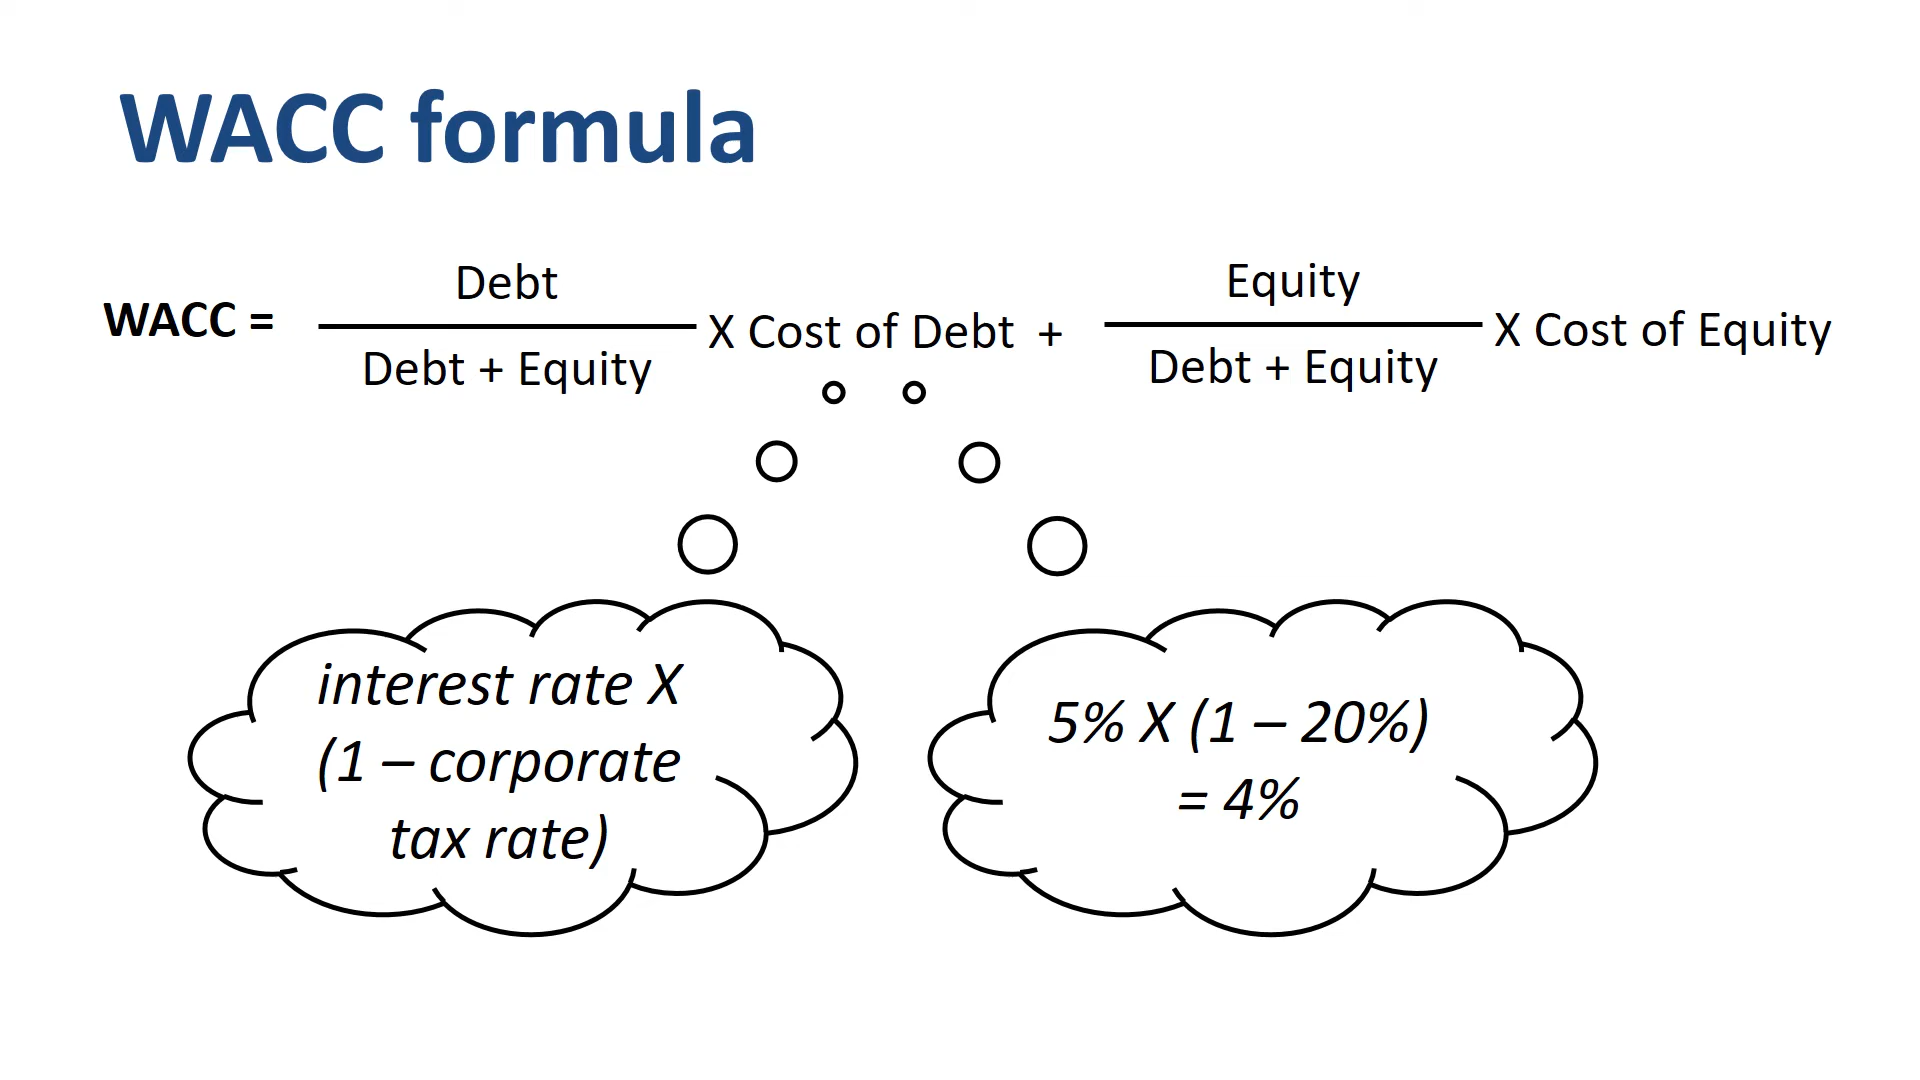 WACC formula
WACC = Debt / Debt + Equity X Cost of Debt + Equity / Debt + Equity X Cost of Equity
interest rate X
(1 – corporate
tax rate)
5% X (1 – 20%)
= 4%